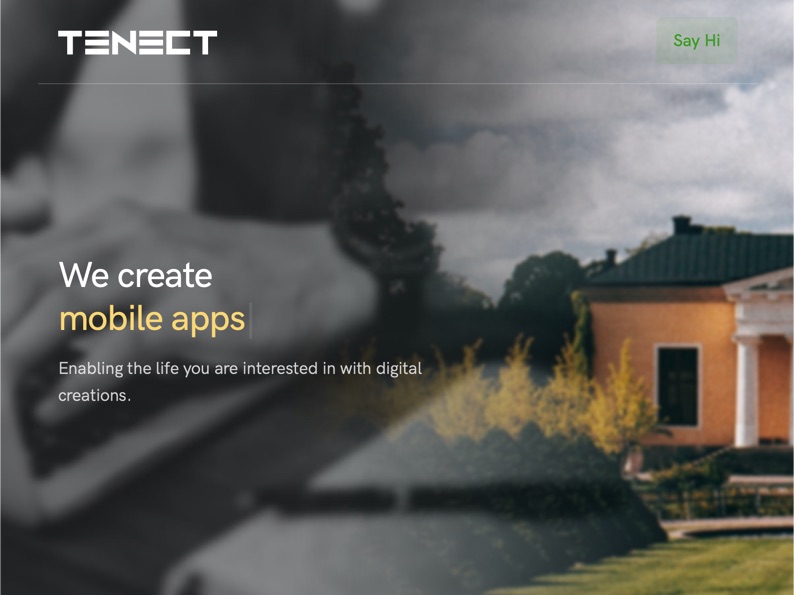 TENECT
Say Hi
We create
mobile apps
Enabling the life you are interested in with digital
creations.